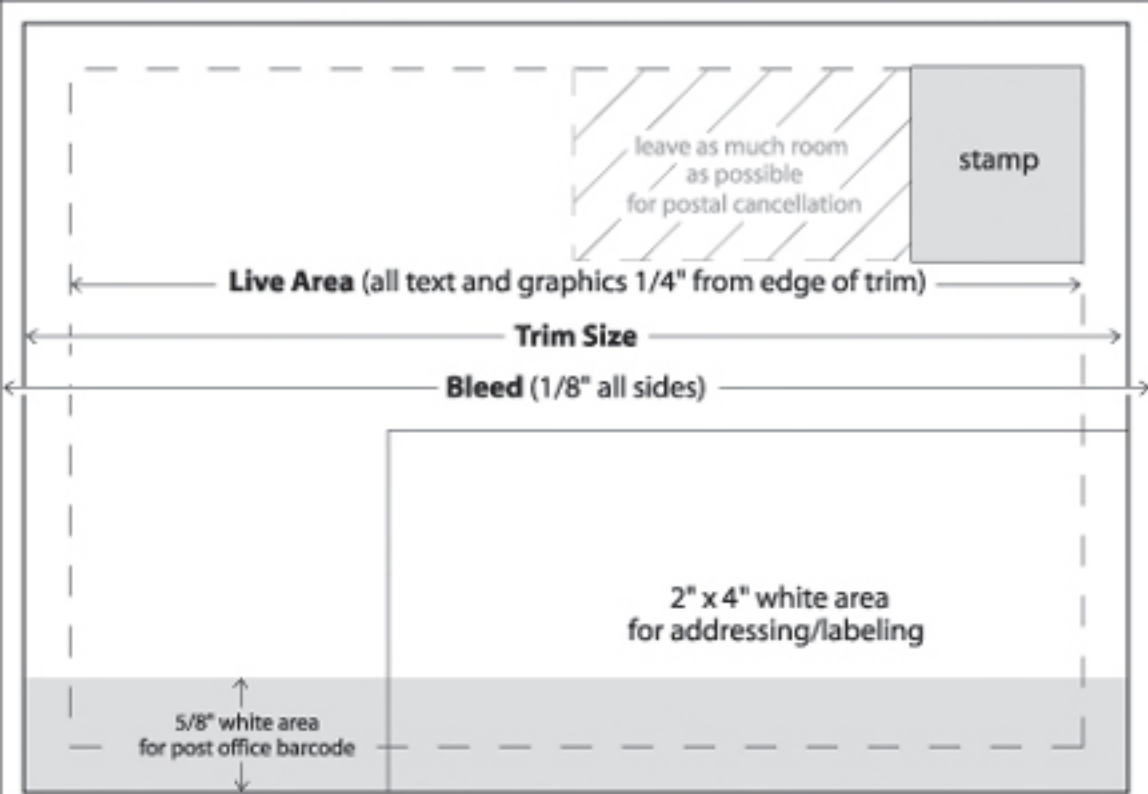 leave as much room
as possible
for postal cancellation
stamp
Live Area (all text and graphics 1/4" from edge of trim)
Trim Size
Bleed (1/8" all sides)
2" x 4" white area
for addressing/labeling
5/8" white area
for post office barcode